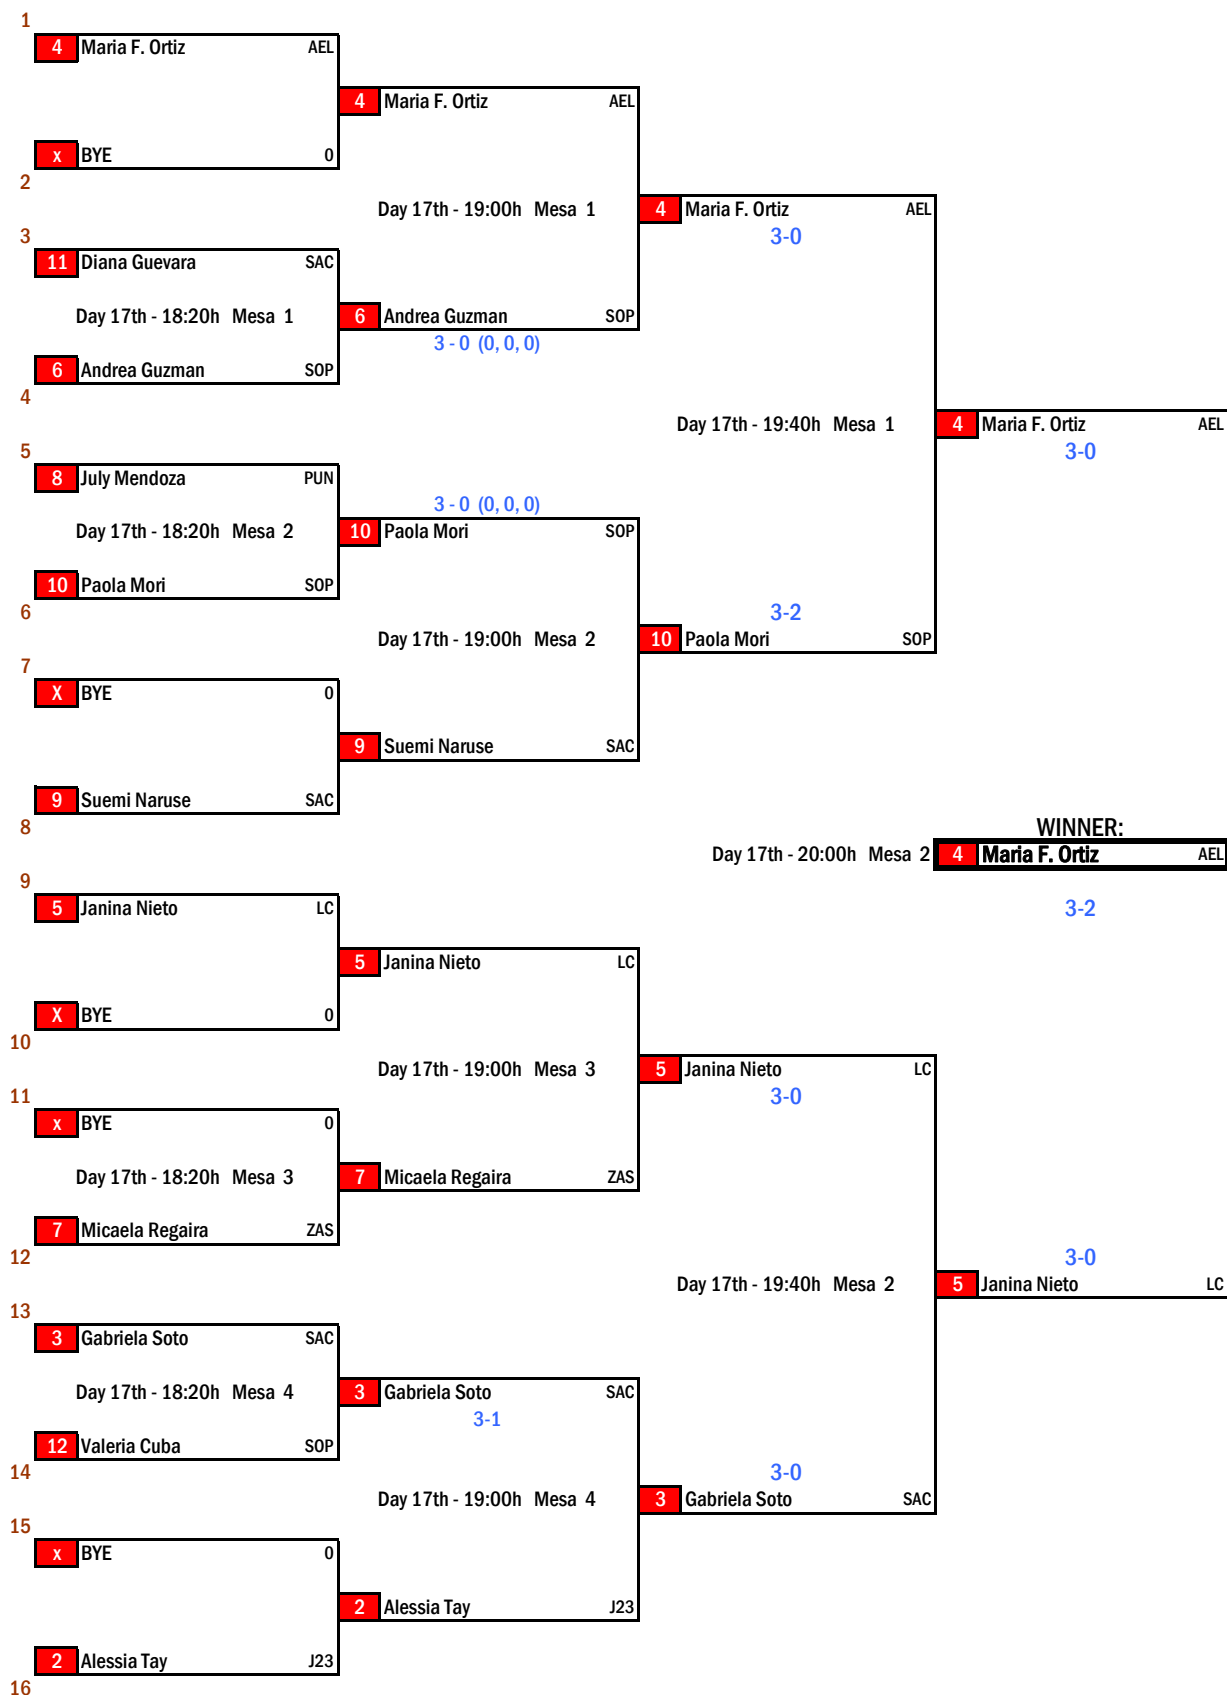 1
4 Maria F. Ortiz AEL
4 Maria F. Ortiz AEL
x BYE 0
2
Day 17th - 19:00h Mesa 1
4 Maria F. Ortiz AEL
3-0
3
11 Diana Guevara SAC
Day 17th - 18:20h Mesa 1
6 Andrea Guzman SOP
3 - 0 (0, 0, 0)
6 Andrea Guzman SOP
4
Day 17th - 19:40h Mesa 1
4 Maria F. Ortiz AEL
3-0
5
8 July Mendoza PUN
3 - 0 (0, 0, 0)
Day 17th - 18:20h Mesa 2
10 Paola Mori SOP
10 Paola Mori SOP
6
3-2
Day 17th - 19:00h Mesa 2
10 Paola Mori SOP
7
X BYE 0
9 Suemi Naruse SAC
9 Suemi Naruse SAC
8
WINNER:
Day 17th - 20:00h Mesa 2
4 Maria F. Ortiz AEL
3-2
9
5 Janina Nieto LC
5 Janina Nieto LC
X BYE 0
10
Day 17th - 19:00h Mesa 3
5 Janina Nieto LC
3-0
11
x BYE 0
Day 17th - 18:20h Mesa 3
7 Micaela Regaira ZAS
7 Micaela Regaira ZAS
12
3-0
Day 17th - 19:40h Mesa 2
5 Janina Nieto LC
13
3 Gabriela Soto SAC
Day 17th - 18:20h Mesa 4
3 Gabriela Soto SAC
3-1
12 Valeria Cuba SOP
14
3-0
Day 17th - 19:00h Mesa 4
3 Gabriela Soto SAC
15
x BYE 0
2 Alessia Tay J23
2 Alessia Tay J23
16